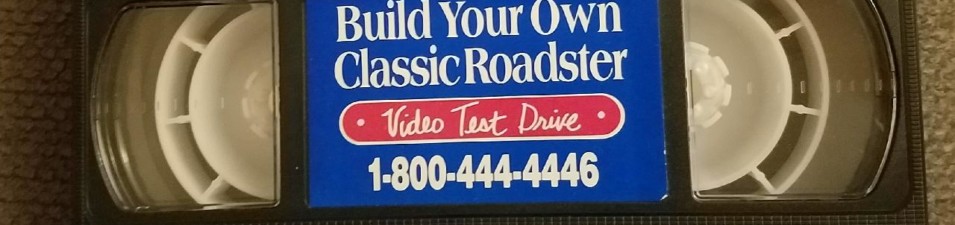 Build Your Own
Classic Roadster
• Video Test Drive •
1-800-444-4446